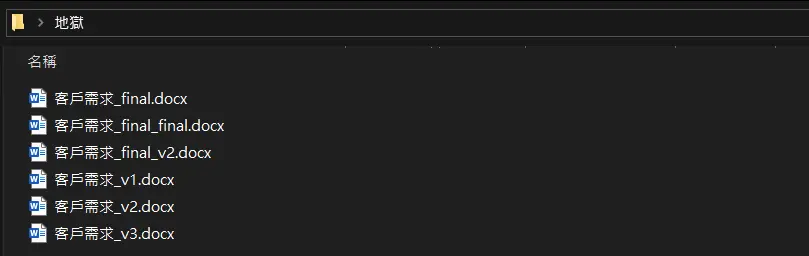 地獄
名稱
客戶需求_final.docx
客戶需求_final_final.docx
客戶需求_final_v2.docx
客戶需求_v1.docx
客戶需求_v2.docx
客戶需求_v3.docx